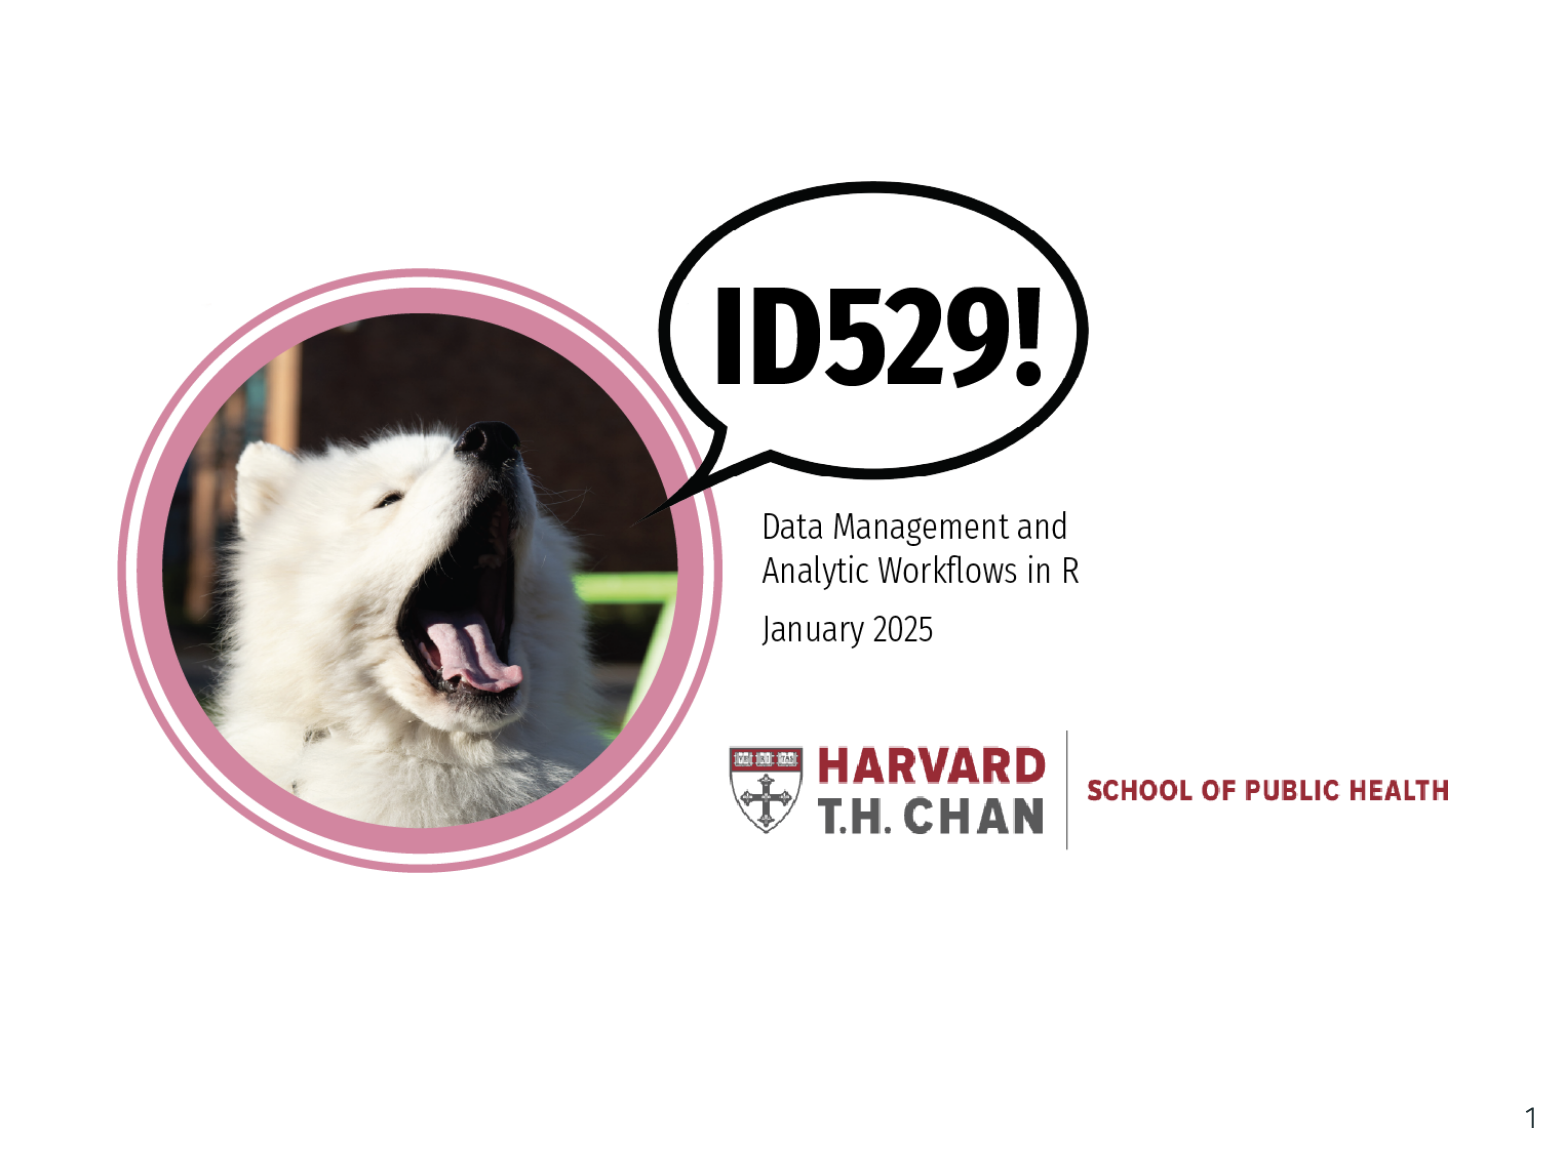 ID529!
Data Management and
Analytic Workflows in R
January 2025
HARVARD
T.H. CHAN
SCHOOL OF PUBLIC HEALTH
1